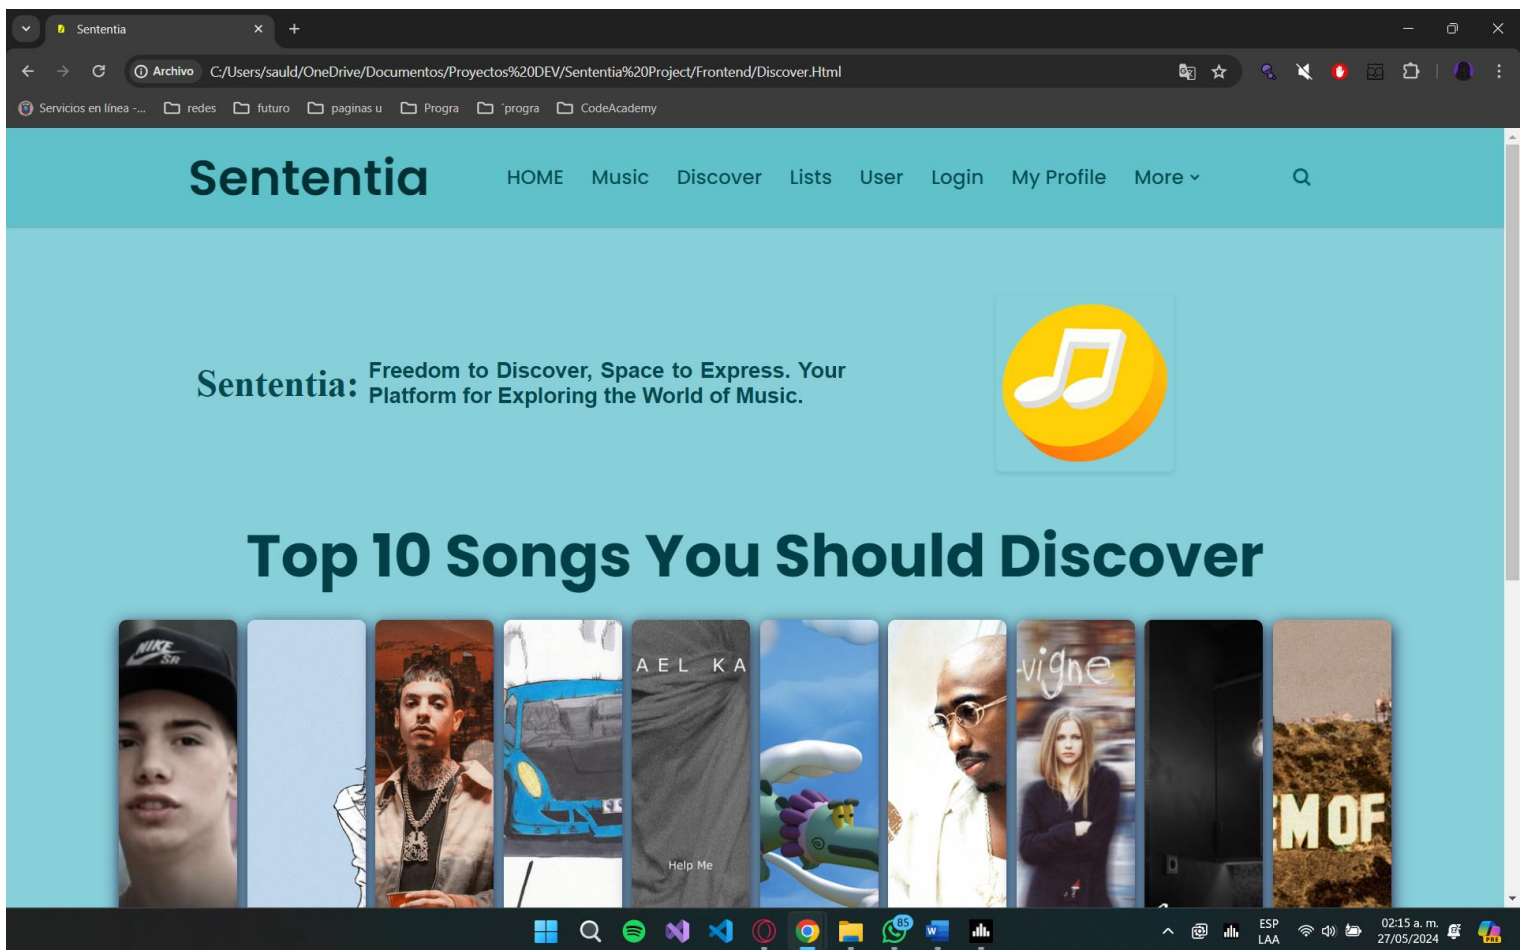 Sententia
Archivo
C:/Users/sauld/OneDrive/Documentos/Proyectos%20DEV/Sententia%20Project/Frontend/Discover.Html
Servicios en línea -...
redes
futuro
paginas u
Progra
´progra
CodeAcademy
Sententia
HOME
Music
Discover
Lists
User
Login
My Profile
More
Sententia:
Freedom to Discover, Space to Express. Your
Platform for Exploring the World of Music.
Top 10 Songs You Should Discover
NIKE
SB
AEL KA
Help Me
vigne
M OF
85
ESP
LAA
02:15 a. m.
27/05/2024
PRE